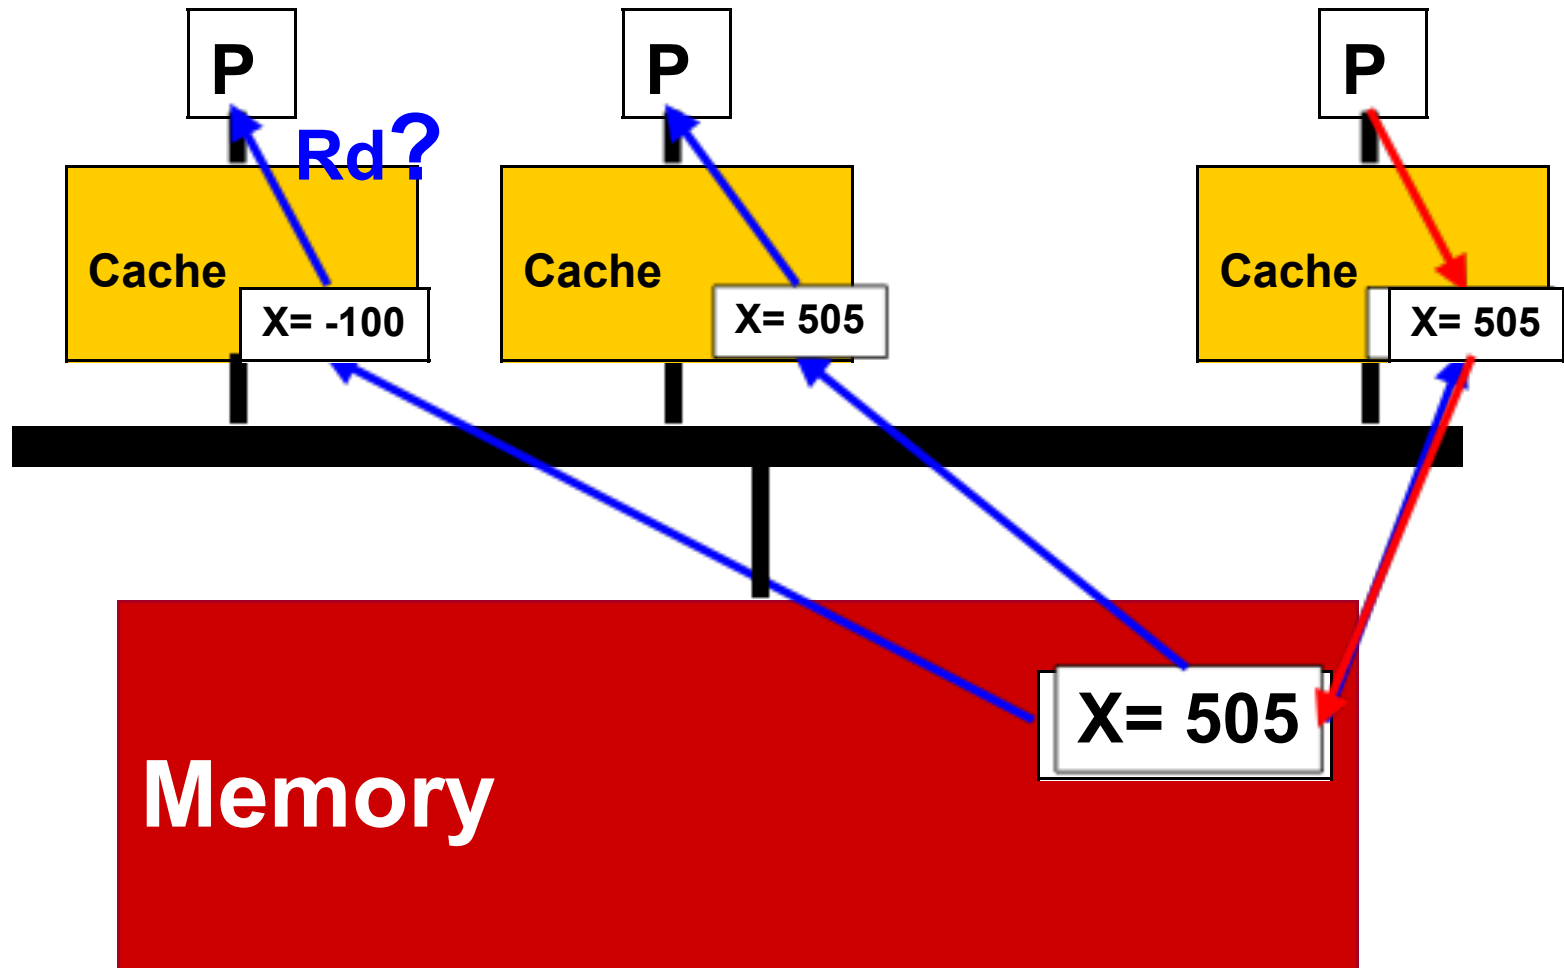 P
P
P
Rd?
Cache
Cache
Cache
X= -100
X= 505
X= 505
X= 505
Memory